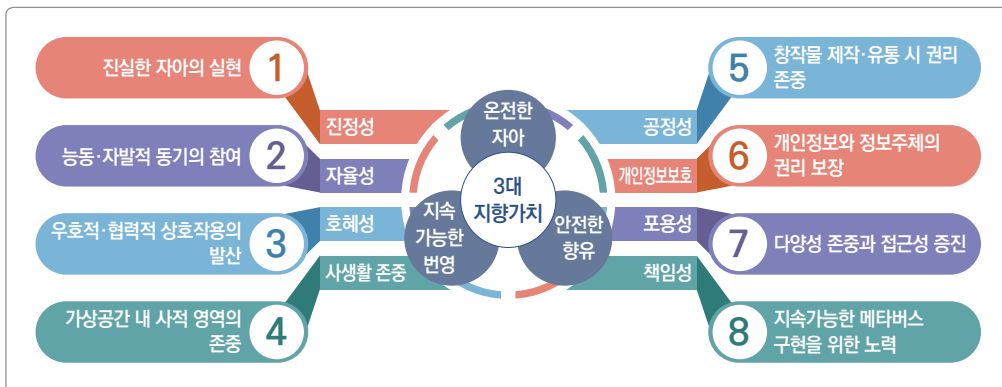 1
진실한 자아의 실현
진정성
2
능동·자발적 동기의 참여
자율성
3
우호적·협력적 상호작용의
발산
호혜성
4
가상공간 내 사적 영역의
존중
사생활 존중
온전한
자아
3대
지향가치
지속
가능한
번영
안전한
향유
공정성
5
창작물 제작·유통 시 권리
존중
개인정보보호
6
개인정보와 정보주체의
권리 보장
포용성
7
다양성 존중과 접근성 증진
책임성
8
지속가능한 메타버스
구현을 위한 노력